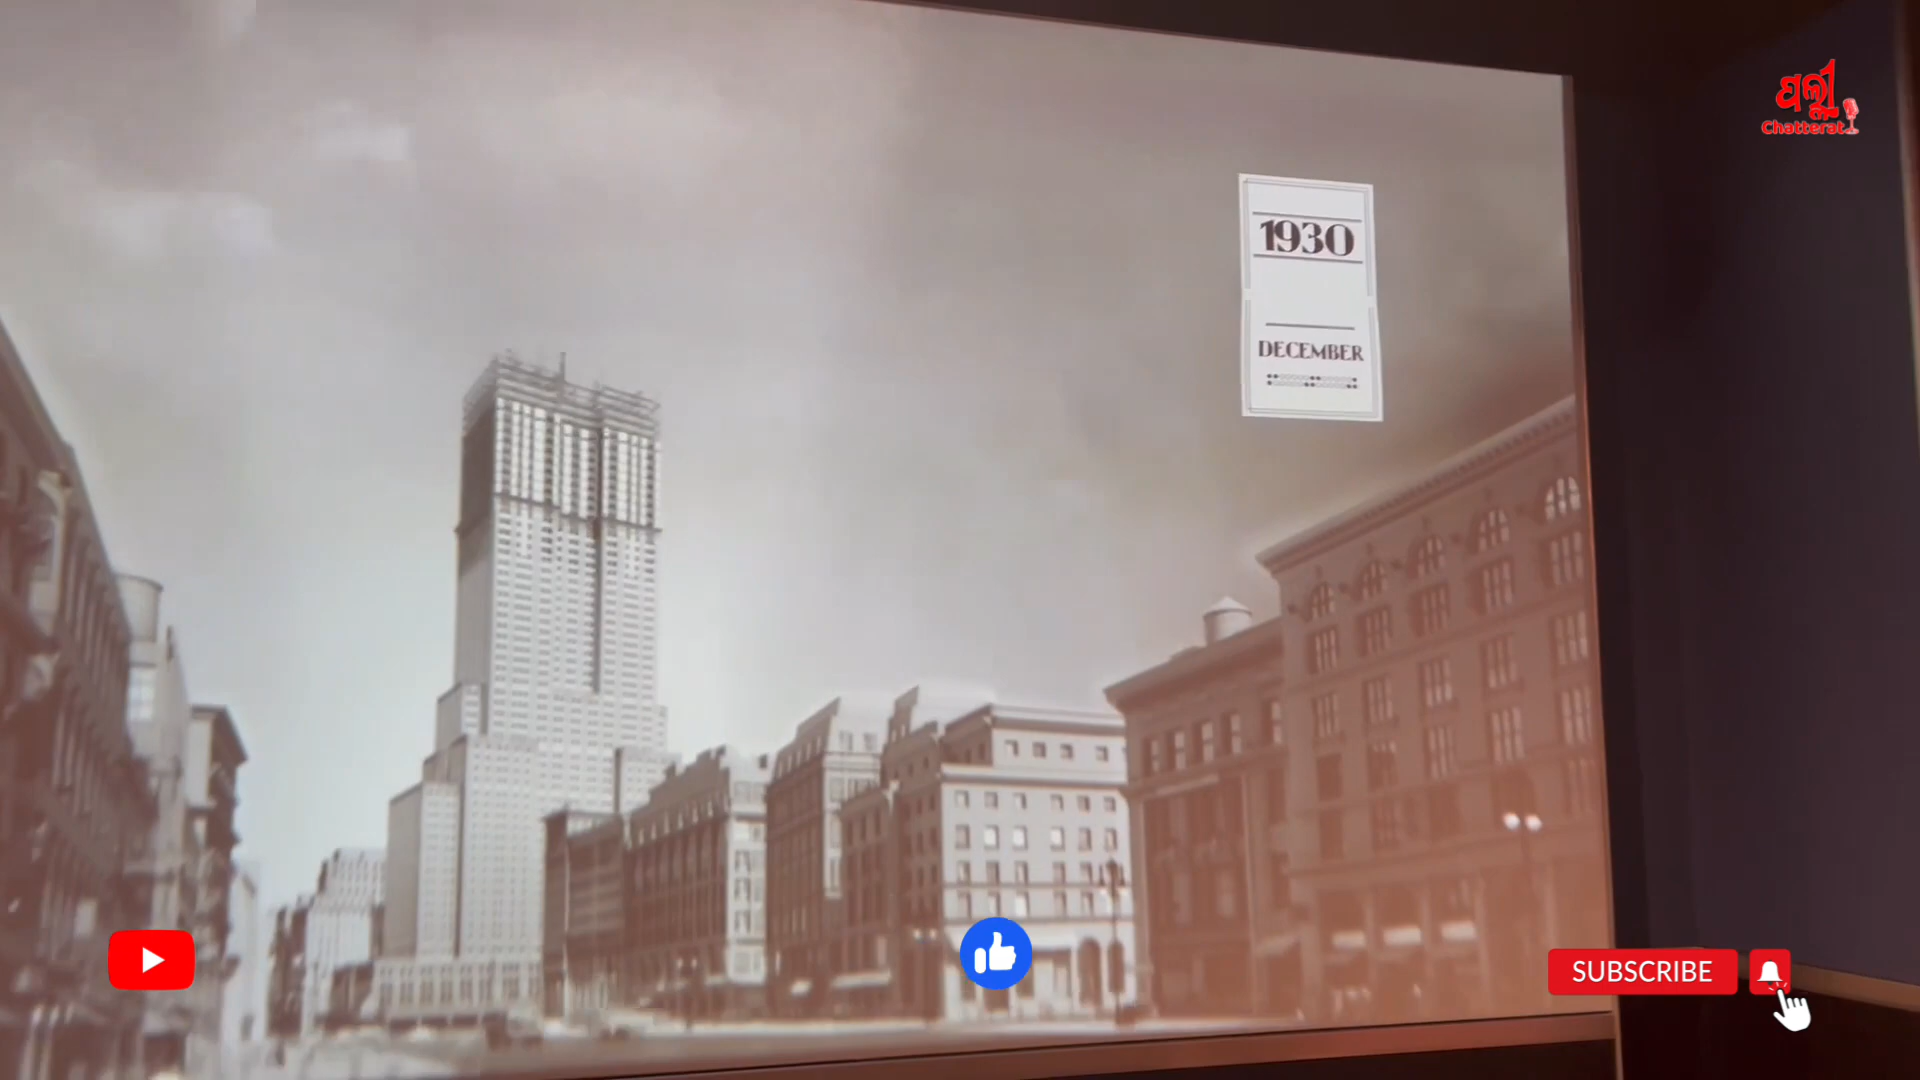 ପଲ୍ଲୀ
Chatterati
1930
DECEMBER
SUBSCRIBE